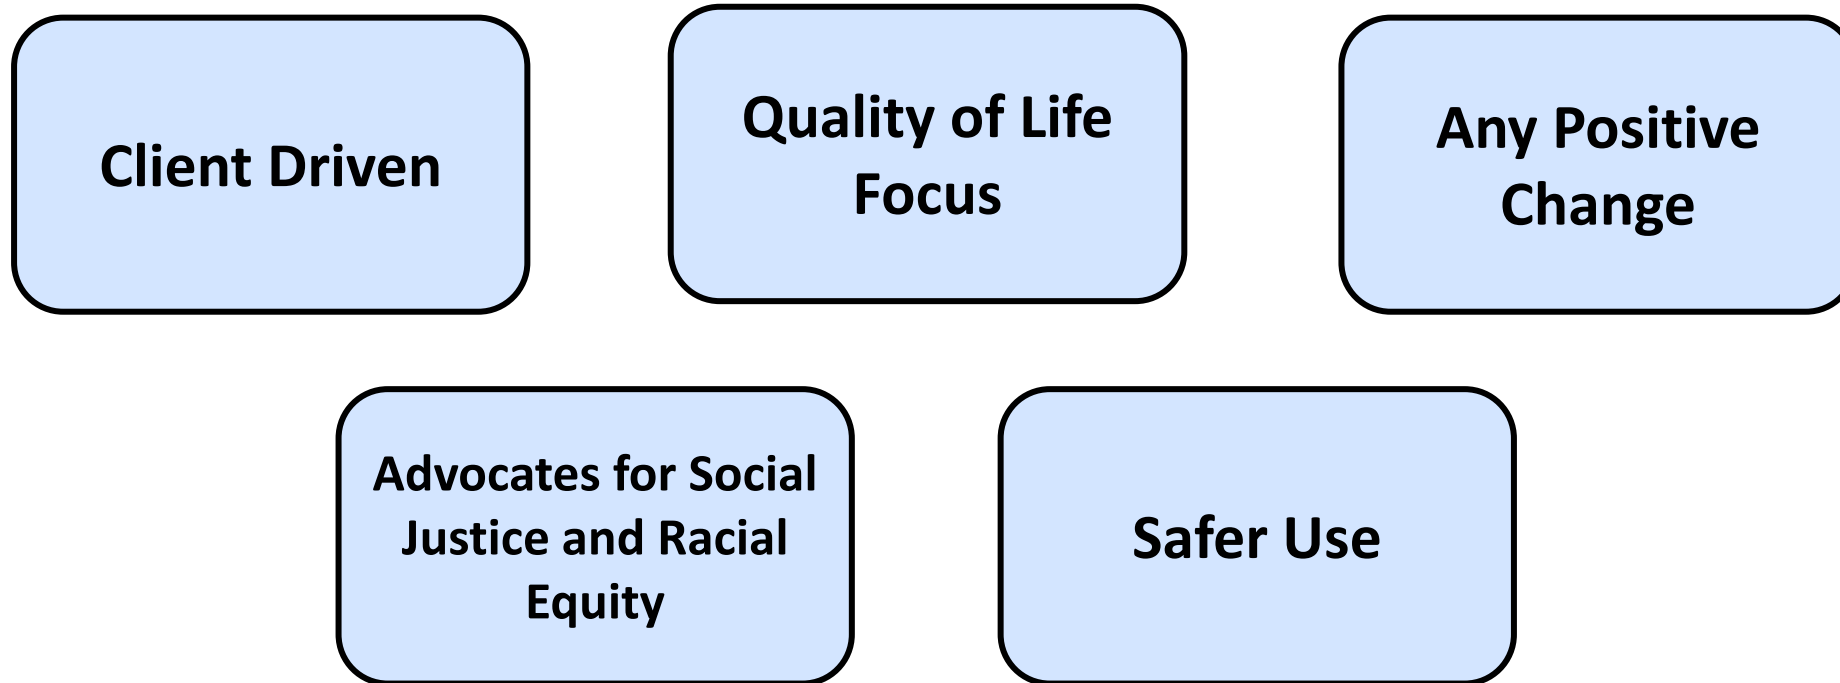 Client Driven
Quality of Life
Focus
Any Positive
Change
Advocates for Social
Justice and Racial
Equity
Safer Use